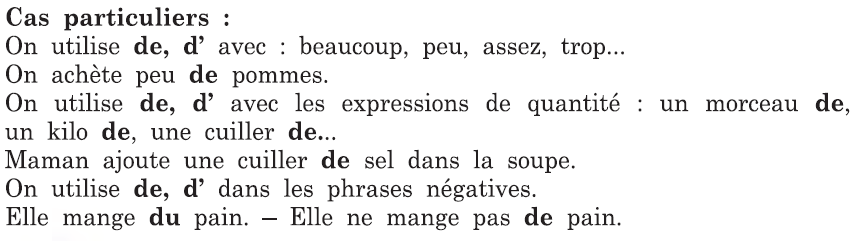 Cas particuliers :
On utilise de, d’ avec : beaucoup, peu, assez, trop...
On achète peu de pommes.
On utilise de, d’ avec les expressions de quantité : un morceau de,
un kilo de, une cuiller de...
Maman ajoute une cuiller de sel dans la soupe.
On utilise de, d’ dans les phrases négatives.
Elle mange du pain. – Elle ne mange pas de pain.